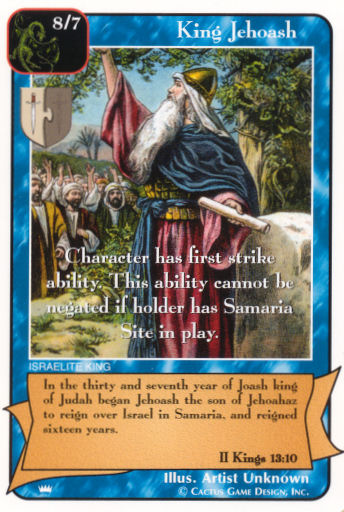 8/7
King Jehoash
Character has first strike
ability. This ability cannot be
negated if holder has Samaria
Site in play.
ISRAELITE KING
In the thirty and seventh year of Joash king
of Judah began Jehoash the son of Jehoahaz
to reign over Israel in Samaria, and reigned
sixteen years.
II Kings 13:10
Illus. Artist Unknown
© Cactus Game Design, Inc.